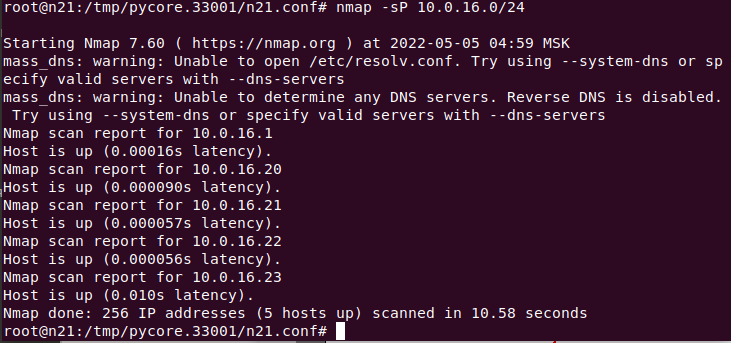 root@n21:/tmp/pycore.33001/n21.conf# nmap -sP 10.0.16.0/24
Starting Nmap 7.60 ( https://nmap.org ) at 2022-05-05 04:59 MSK
mass_dns: warning: Unable to open /etc/resolv.conf. Try using --system-dns or sp
ecify valid servers with --dns-servers
mass_dns: warning: Unable to determine any DNS servers. Reverse DNS is disabled.
 Try using --system-dns or specify valid servers with --dns-servers
Nmap scan report for 10.0.16.1
Host is up (0.00016s latency).
Nmap scan report for 10.0.16.20
Host is up (0.000090s latency).
Nmap scan report for 10.0.16.21
Host is up (0.000057s latency).
Nmap scan report for 10.0.16.22
Host is up (0.000056s latency).
Nmap scan report for 10.0.16.23
Host is up (0.010s latency).
Nmap done: 256 IP addresses (5 hosts up) scanned in 10.58 seconds
root@n21:/tmp/pycore.33001/n21.conf#